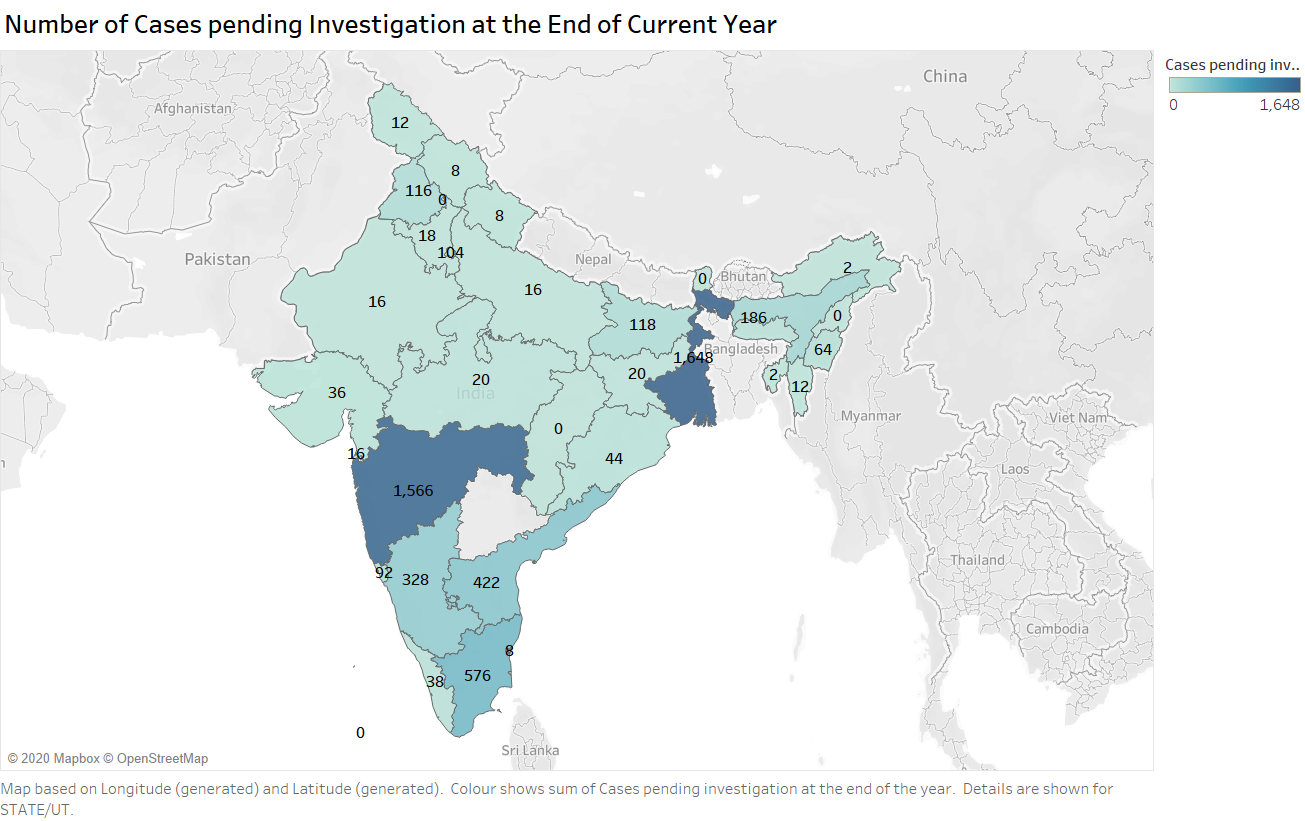 Number of Cases pending Investigation at the End of Current Year
Cases pending inv..
0 1,648
China
Afghanistan
12
8
116
0
8
18
104
Pakistan
Nepal
2
0
Bhutan
16
16
186
0
118
Bangladesh
64
1,648
20
2
20
India
12
36
Myanmar
Viet Nam
0
16
44
Laos
1,566
Thailand
92
328
422
Cambodia
8
576
38
0
Sri Lanka
n
© 2020 Mapbox © OpenStreetMap
Map based on Longitude (generated) and Latitude (generated). Colour shows sum of Cases pending investigation at the end of the year. Details are shown for
STATE/UT.